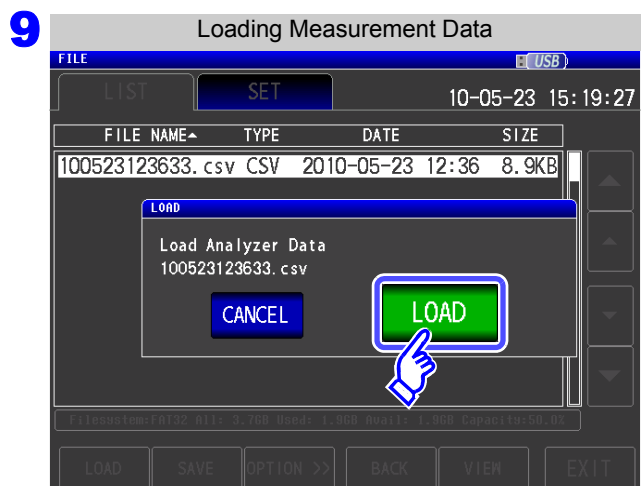 9
Loading Measurement Data
FILE
USB
LIST SET 10-05-23 15:19:27
FILE NAME▲ TYPE DATE SIZE
100523123633.csv CSV 2010-05-23 12:36 8.9KB
LOAD
Load Analyzer Data
100523123633.csv
CANCEL LOAD
Filesystem:FAT32 All: 3.7GB Used: 1.9GB Avail: 1.9GB Capacity:50.0%
LOAD SAVE OPTION >> BACK VIEW EXIT